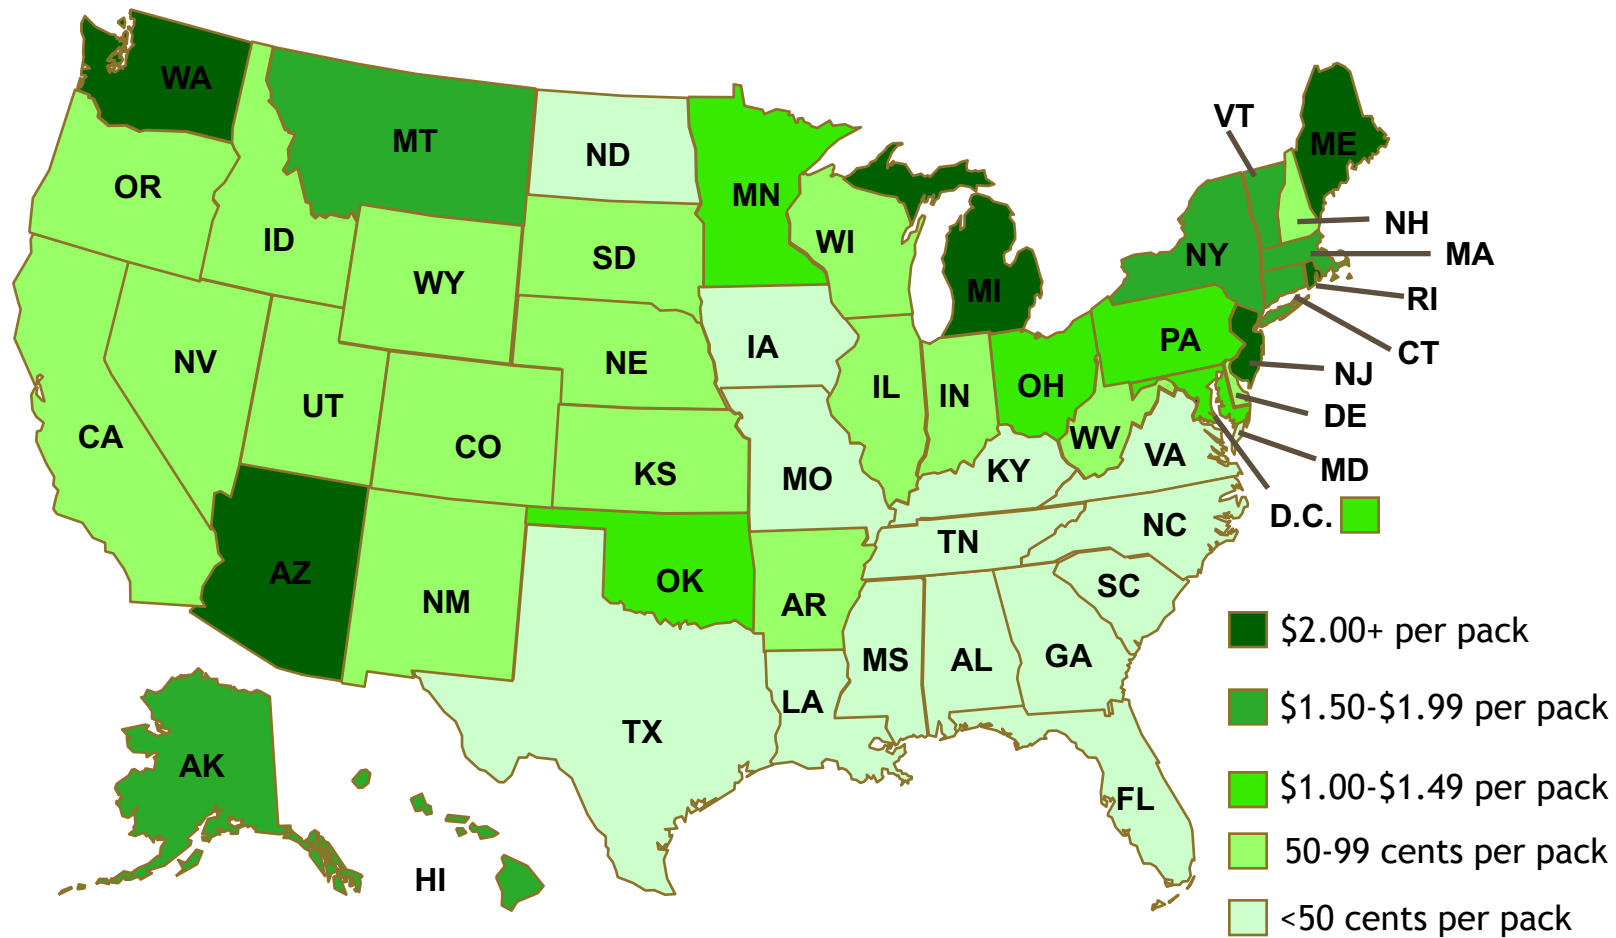 WA
MT
ND
MN
OR
ID
WY
SD
WI
MI
NY
VT
ME
NH
MA
RI
CT
NJ
DE
MD
D.C.
PA
OH
IN
IL
IA
NE
NV
UT
CO
CA
KS
MO
KY
WV
VA
NC
TN
SC
AZ
NM
OK
AR
MS
AL
GA
LA
TX
FL
AK
HI
$2.00+ per pack
$1.50-$1.99 per pack
$1.00-$1.49 per pack
50-99 cents per pack
<50 cents per pack